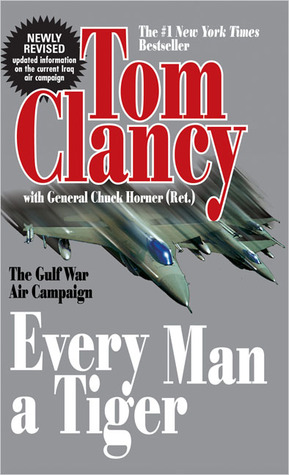 NEWLY
REVISED
updated information
on the current Iraq
air campaign
The #1 New York Times
Bestseller
Tom
Clancy
with General Chuck Horner (Ret.)
The Gulf War
Air Campaign
Every Man
a Tiger